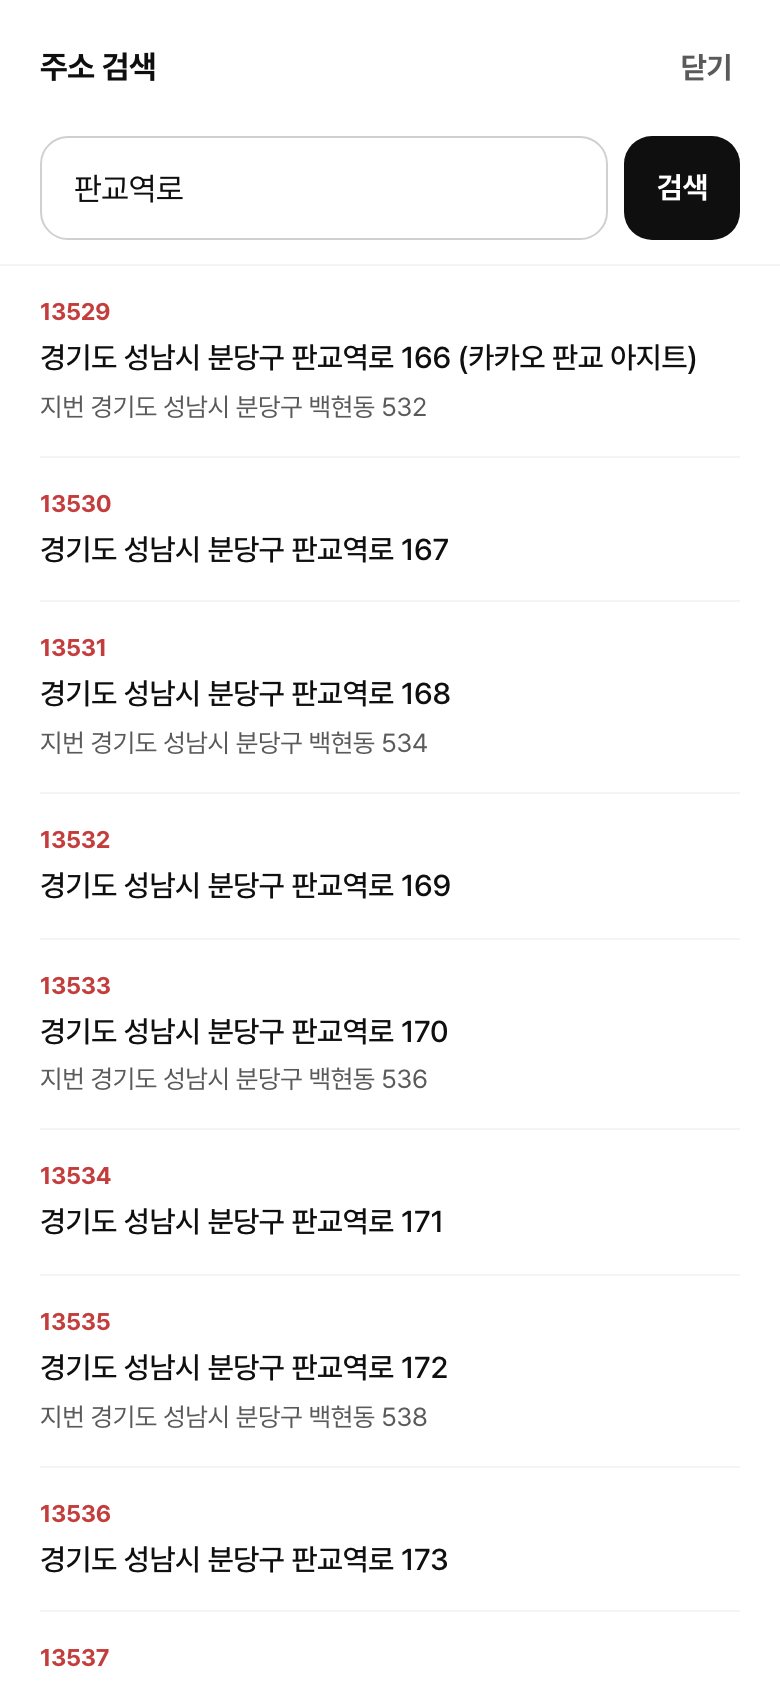 주소 검색
닫기
판교역로
검색
13529
경기도 성남시 분당구 판교역로 166 (카카오 판교 아지트)
지번 경기도 성남시 분당구 백현동 532
13530
경기도 성남시 분당구 판교역로 167
13531
경기도 성남시 분당구 판교역로 168
지번 경기도 성남시 분당구 백현동 534
13532
경기도 성남시 분당구 판교역로 169
13533
경기도 성남시 분당구 판교역로 170
지번 경기도 성남시 분당구 백현동 536
13534
경기도 성남시 분당구 판교역로 171
13535
경기도 성남시 분당구 판교역로 172
지번 경기도 성남시 분당구 백현동 538
13536
경기도 성남시 분당구 판교역로 173
13537